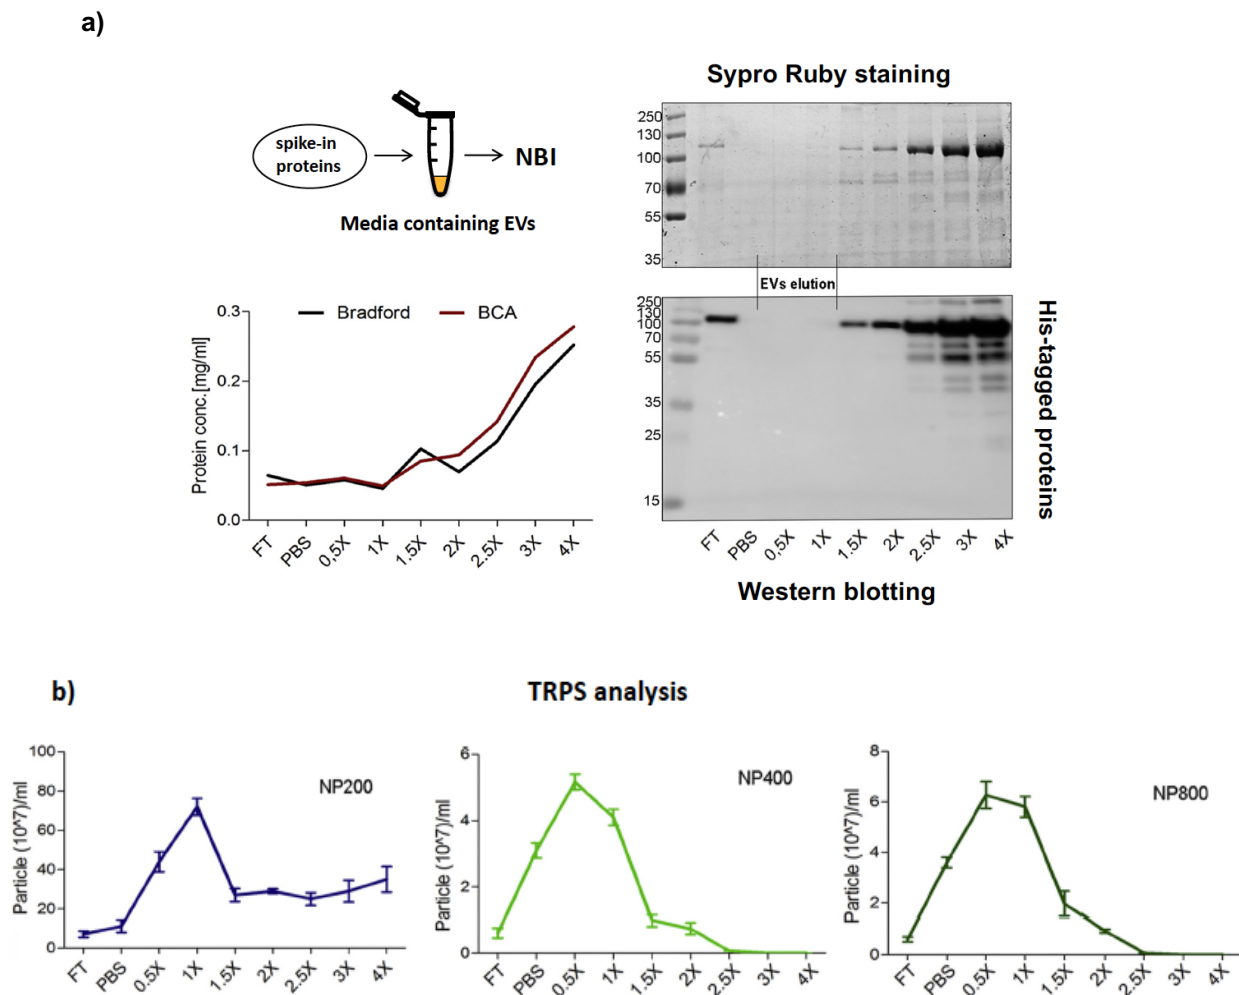 a)
spike-in
proteins
NBI
Media containing EVs
Sypro Ruby staining
250
130
100
70
55
35
EVs elution
250
130
100
70
55
35
25
15
His-tagged proteins
FT PBS 0,5X 1X 1.5X 2X 2.5X 3X 4X
Western blotting
Bradford BCA
Protein conc.[mg/ml]
0.3
0.2
0.1
0.0
FT PBS 0,5X 1X 1.5X 2X 2.5X 3X 4X
b)
TRPS analysis
NP200
Particle (10^7)/ml
100
80
60
40
20
0
FT PBS 0.5X 1X 1.5X 2X 2.5X 3X 4X
NP400
Particle (10^7)/ml
6
4
2
0
FT PBS 0.5X 1X 1.5X 2X 2.5X 3X 4X
NP800
Particle (10^7)/ml
8
6
4
2
0
FT PBS 0.5X 1X 1.5X 2X 2.5X 3X 4X